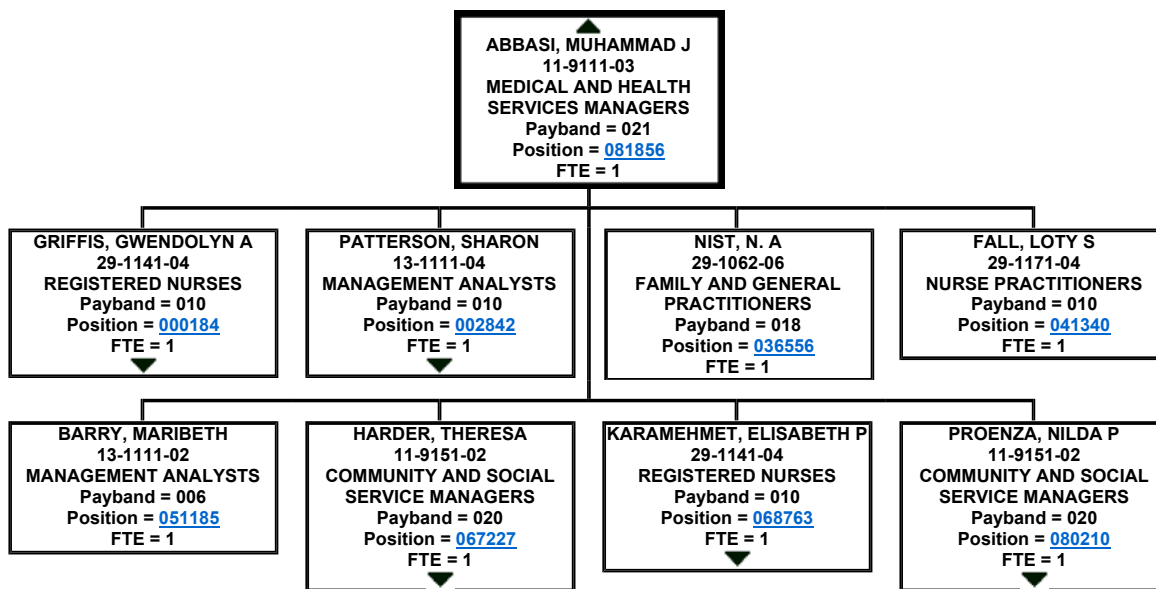 ABBASI, MUHAMMAD J
11-9111-03
MEDICAL AND HEALTH
SERVICES MANAGERS
Payband = 021
Position = 081856
FTE = 1
GRIFFIS, GWENDOLYN A
29-1141-04
REGISTERED NURSES
Payband = 010
Position = 000184
FTE = 1
PATTERSON, SHARON
13-1111-04
MANAGEMENT ANALYSTS
Payband = 010
Position = 002842
FTE = 1
NIST, N. A
29-1062-06
FAMILY AND GENERAL
PRACTITIONERS
Payband = 018
Position = 036556
FTE = 1
FALL, LOTY S
29-1171-04
NURSE PRACTITIONERS
Payband = 010
Position = 041340
FTE = 1
BARRY, MARIBETH
13-1111-02
MANAGEMENT ANALYSTS
Payband = 006
Position = 051185
FTE = 1
HARDER, THERESA
11-9151-02
COMMUNITY AND SOCIAL
SERVICE MANAGERS
Payband = 020
Position = 067227
FTE = 1
KARAMEHMET, ELISABETH P
29-1141-04
REGISTERED NURSES
Payband = 010
Position = 068763
FTE = 1
PROENZA, NILDA P
11-9151-02
COMMUNITY AND SOCIAL
SERVICE MANAGERS
Payband = 020
Position = 080210
FTE = 1